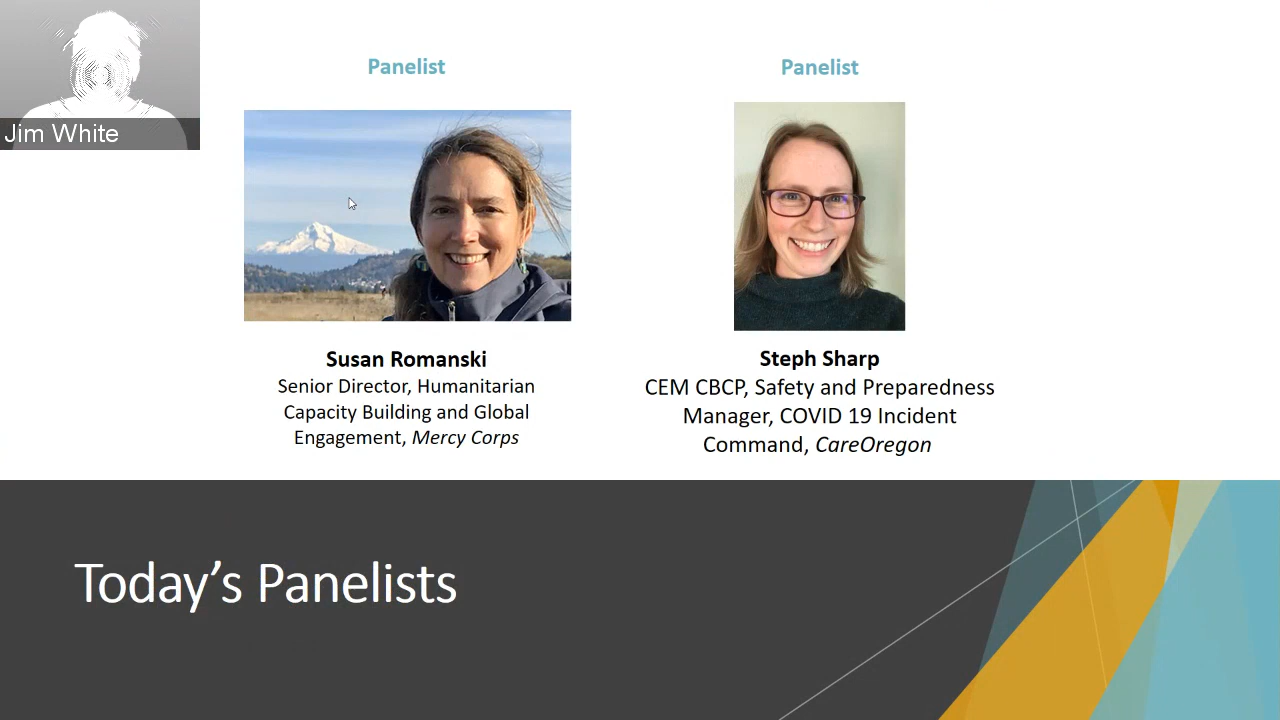 Jim White
Panelist
Susan Romanski
Senior Director, Humanitarian
Capacity Building and Global
Engagement, Mercy Corps
Panelist
Steph Sharp
CEM CBCP, Safety and Preparedness
Manager, COVID 19 Incident
Command, CareOregon
Today’s Panelists